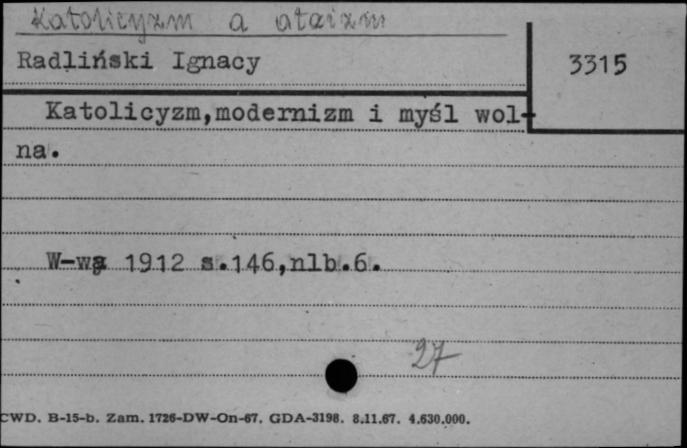 Katolicyzm a ateizm
Radliński Ignacy
3315
Katolicyzm,modernizm i myśl wol-
na.
W-wa 1912 s.146,nlb.6.
27
CWD. B-15-b. Zam. 1726-DW-On-67. GDA-3198. 8.11.67. 4.630.000.